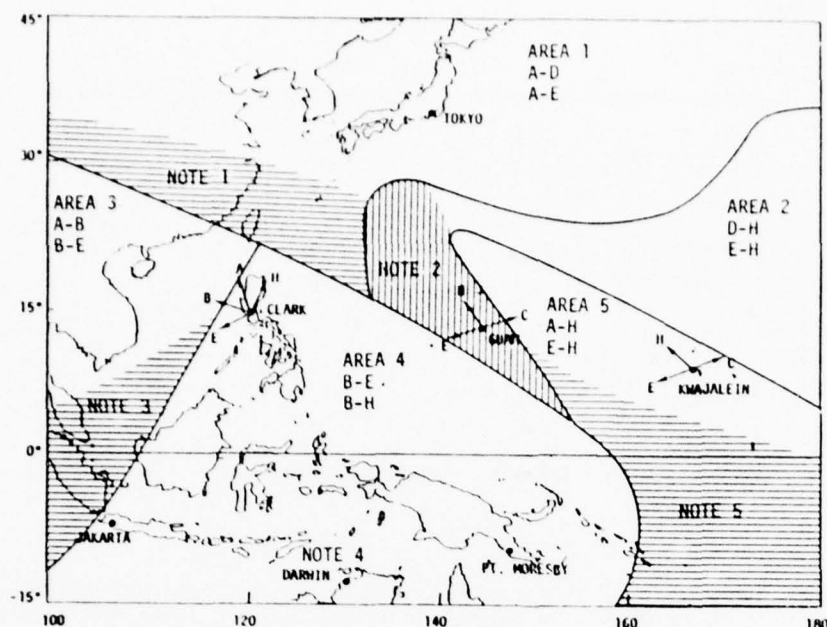 45°
AREA 1
A-D
A-E
TOKYO
30°
NOTE 1
AREA 3
A-B
B-E
AREA 2
D-H
E-H
NOTE 2
A
H
B
B
15°
CLARK
C
AREA 5
A-H
E-H
E
E
GUAM
H
C
AREA 4
B-E
B-H
E
KWAJALEIN
NOTE 3
0°
NOTE 5
JAKARTA
NOTE 4
PT. MORESBY
DARWIN
-15°
100
120
140
160
180